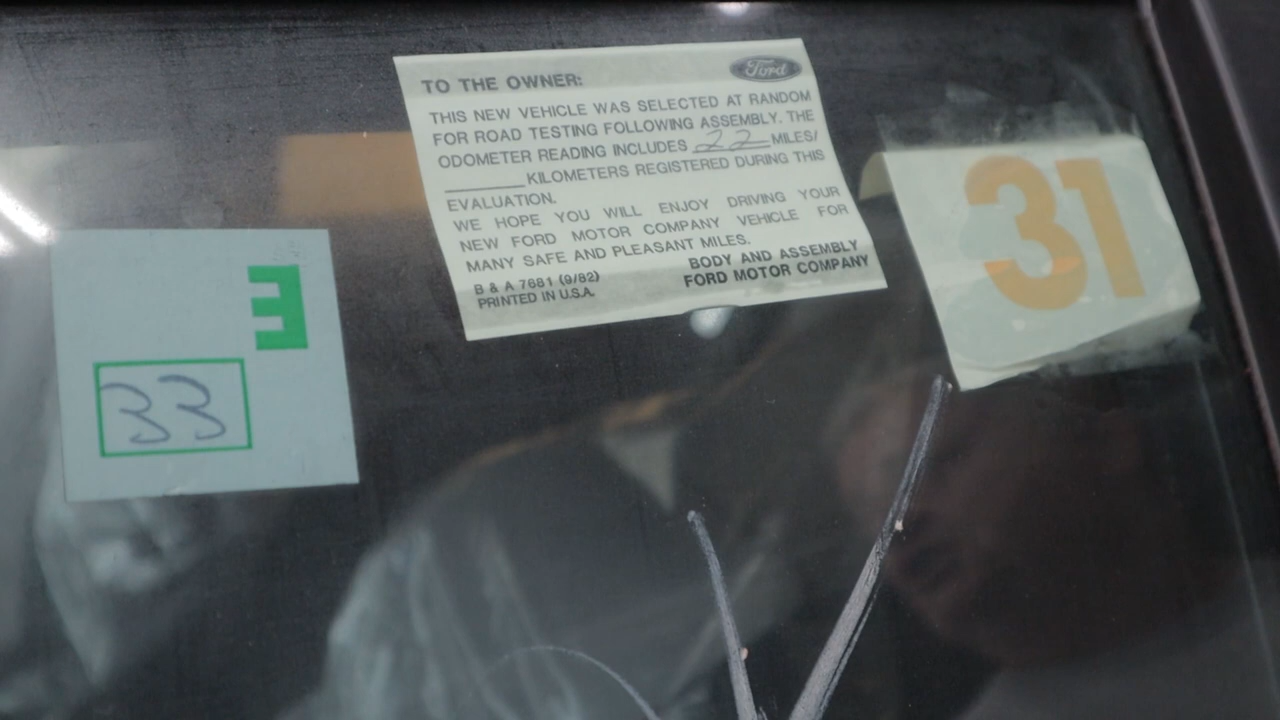 Ford
TO THE OWNER:
THIS NEW VEHICLE WAS SELECTED AT RANDOM
FOR ROAD TESTING FOLLOWING ASSEMBLY. THE
ODOMETER READING INCLUDES 22 MILES/
KILOMETERS REGISTERED DURING THIS
EVALUATION.
WE HOPE YOU WILL ENJOY DRIVING YOUR
NEW FORD MOTOR COMPANY VEHICLE FOR
MANY SAFE AND PLEASANT MILES.
B & A 7681 (9/82)
PRINTED IN U.S.A.
BODY AND ASSEMBLY
FORD MOTOR COMPANY
31
E
33